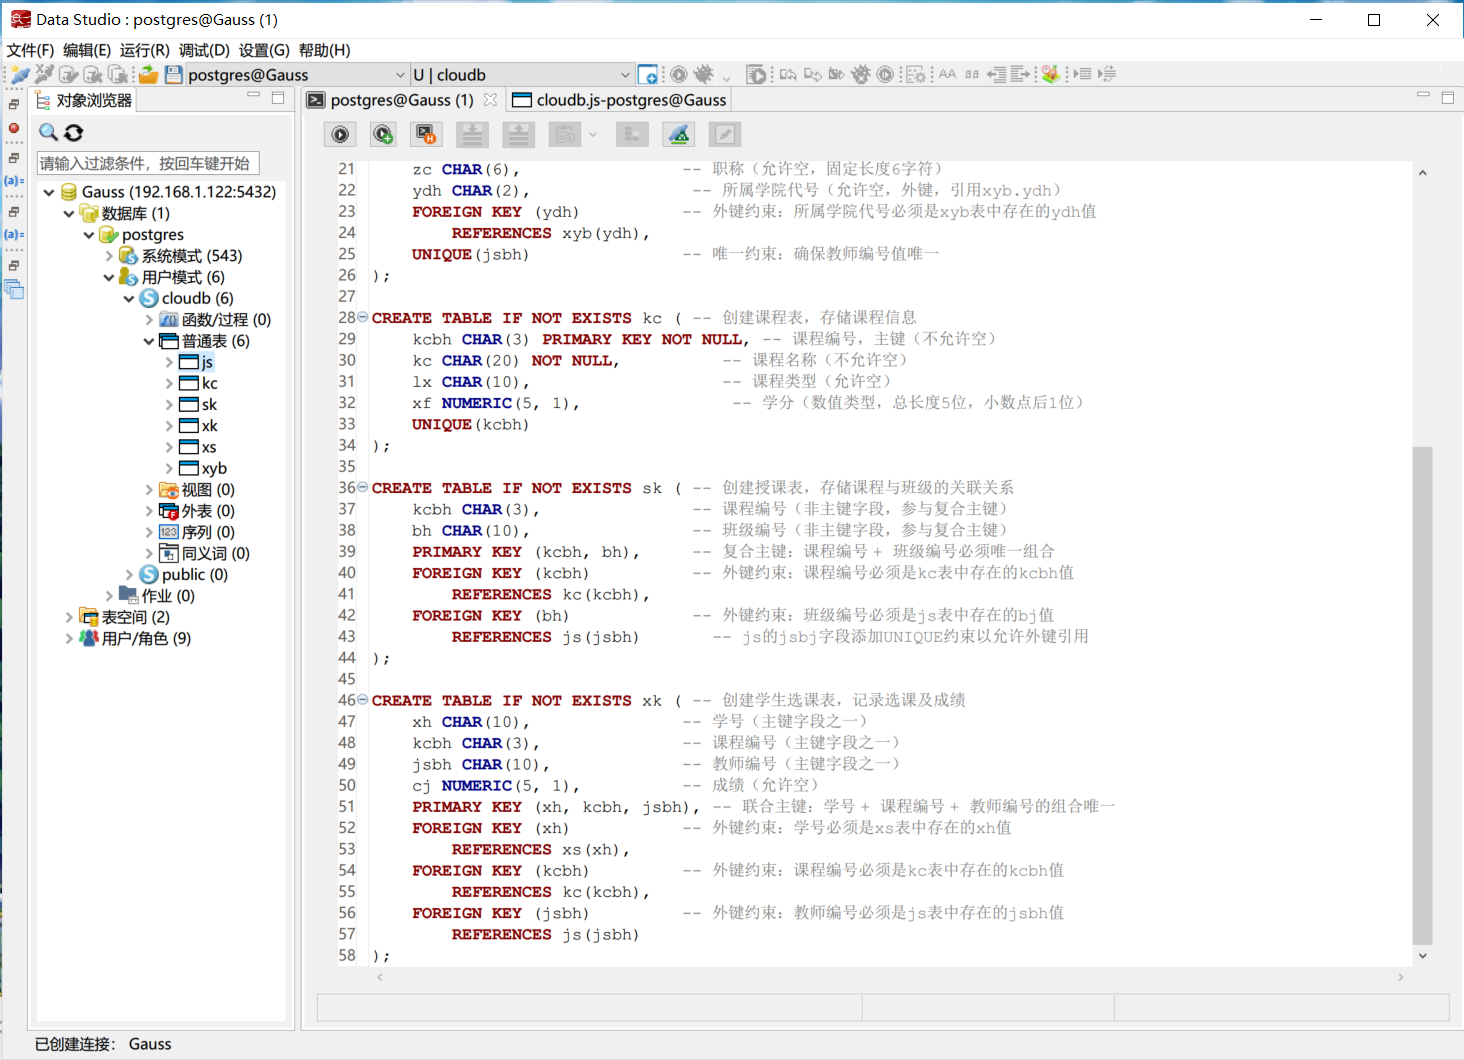 Data Studio : postgres@Gauss (1)
文件(F) 编辑(E) 运行(R) 调试(D) 设置(G) 帮助(H)
postgres@Gauss
U | cloudb
AA aa
对象浏览器
请输入过滤条件，按回车键开始
Gauss (192.168.1.122:5432)
数据库 (1)
postgres
系统模式 (543)
用户模式 (6)
cloudb (6)
函数/过程 (0)
普通表 (6)
js
kc
sk
xk
xs
xyb
视图 (0)
外表 (0)
序列 (0)
同义词 (0)
public (0)
作业 (0)
表空间 (2)
用户/角色 (9)
postgres@Gauss (1)
cloudb.js-postgres@Gauss
21 zc CHAR(6), -- 职称（允许空，固定长度6字符）
22 ydh CHAR(2), -- 所属学院代号（允许空，外键，引用xyb.ydh）
23 FOREIGN KEY (ydh) -- 外键约束：所属学院代号必须是xyb表中存在的ydh值
24 REFERENCES xyb(ydh),
25 UNIQUE(jsbh) -- 唯一约束：确保教师编号值唯一
26 );
27
28 CREATE TABLE IF NOT EXISTS kc ( -- 创建课程表，存储课程信息
29 kcbh CHAR(3) PRIMARY KEY NOT NULL, -- 课程编号，主键（不允许空）
30 kc CHAR(20) NOT NULL, -- 课程名称（不允许空）
31 lx CHAR(10), -- 课程类型（允许空）
32 xf NUMERIC(5, 1), -- 学分（数值类型，总长度5位，小数点后1位）
33 UNIQUE(kcbh)
34 );
35
36 CREATE TABLE IF NOT EXISTS sk ( -- 创建授课表，存储课程与班级的关联关系
37 kcbh CHAR(3), -- 课程编号（非主键字段，参与复合主键）
38 bh CHAR(10), -- 班级编号（非主键字段，参与复合主键）
39 PRIMARY KEY (kcbh, bh), -- 复合主键：课程编号 + 班级编号必须唯一组合
40 FOREIGN KEY (kcbh) -- 外键约束：课程编号必须是kc表中存在的kcbh值
41 REFERENCES kc(kcbh),
42 FOREIGN KEY (bh) -- 外键约束：班级编号必须是js表中存在的bj值
43 REFERENCES js(jsbh) -- js的jsbj字段添加UNIQUE约束以允许外键引用
44 );
45
46 CREATE TABLE IF NOT EXISTS xk ( -- 创建学生选课表，记录选课及成绩
47 xh CHAR(10), -- 学号（主键字段之一）
48 kcbh CHAR(3), -- 课程编号（主键字段之一）
49 jsbh CHAR(10), -- 教师编号（主键字段之一）
50 cj NUMERIC(5, 1), -- 成绩（允许空）
51 PRIMARY KEY (xh, kcbh, jsbh), -- 联合主键：学号 + 课程编号 + 教师编号的组合唯一
52 FOREIGN KEY (xh) -- 外键约束：学号必须是xs表中存在的xh值
53 REFERENCES xs(xh),
54 FOREIGN KEY (kcbh) -- 外键约束：课程编号必须是kc表中存在的kcbh值
55 REFERENCES kc(kcbh),
56 FOREIGN KEY (jsbh) -- 外键约束：教师编号必须是js表中存在的jsbh值
57 REFERENCES js(jsbh)
58 );
已创建连接： Gauss